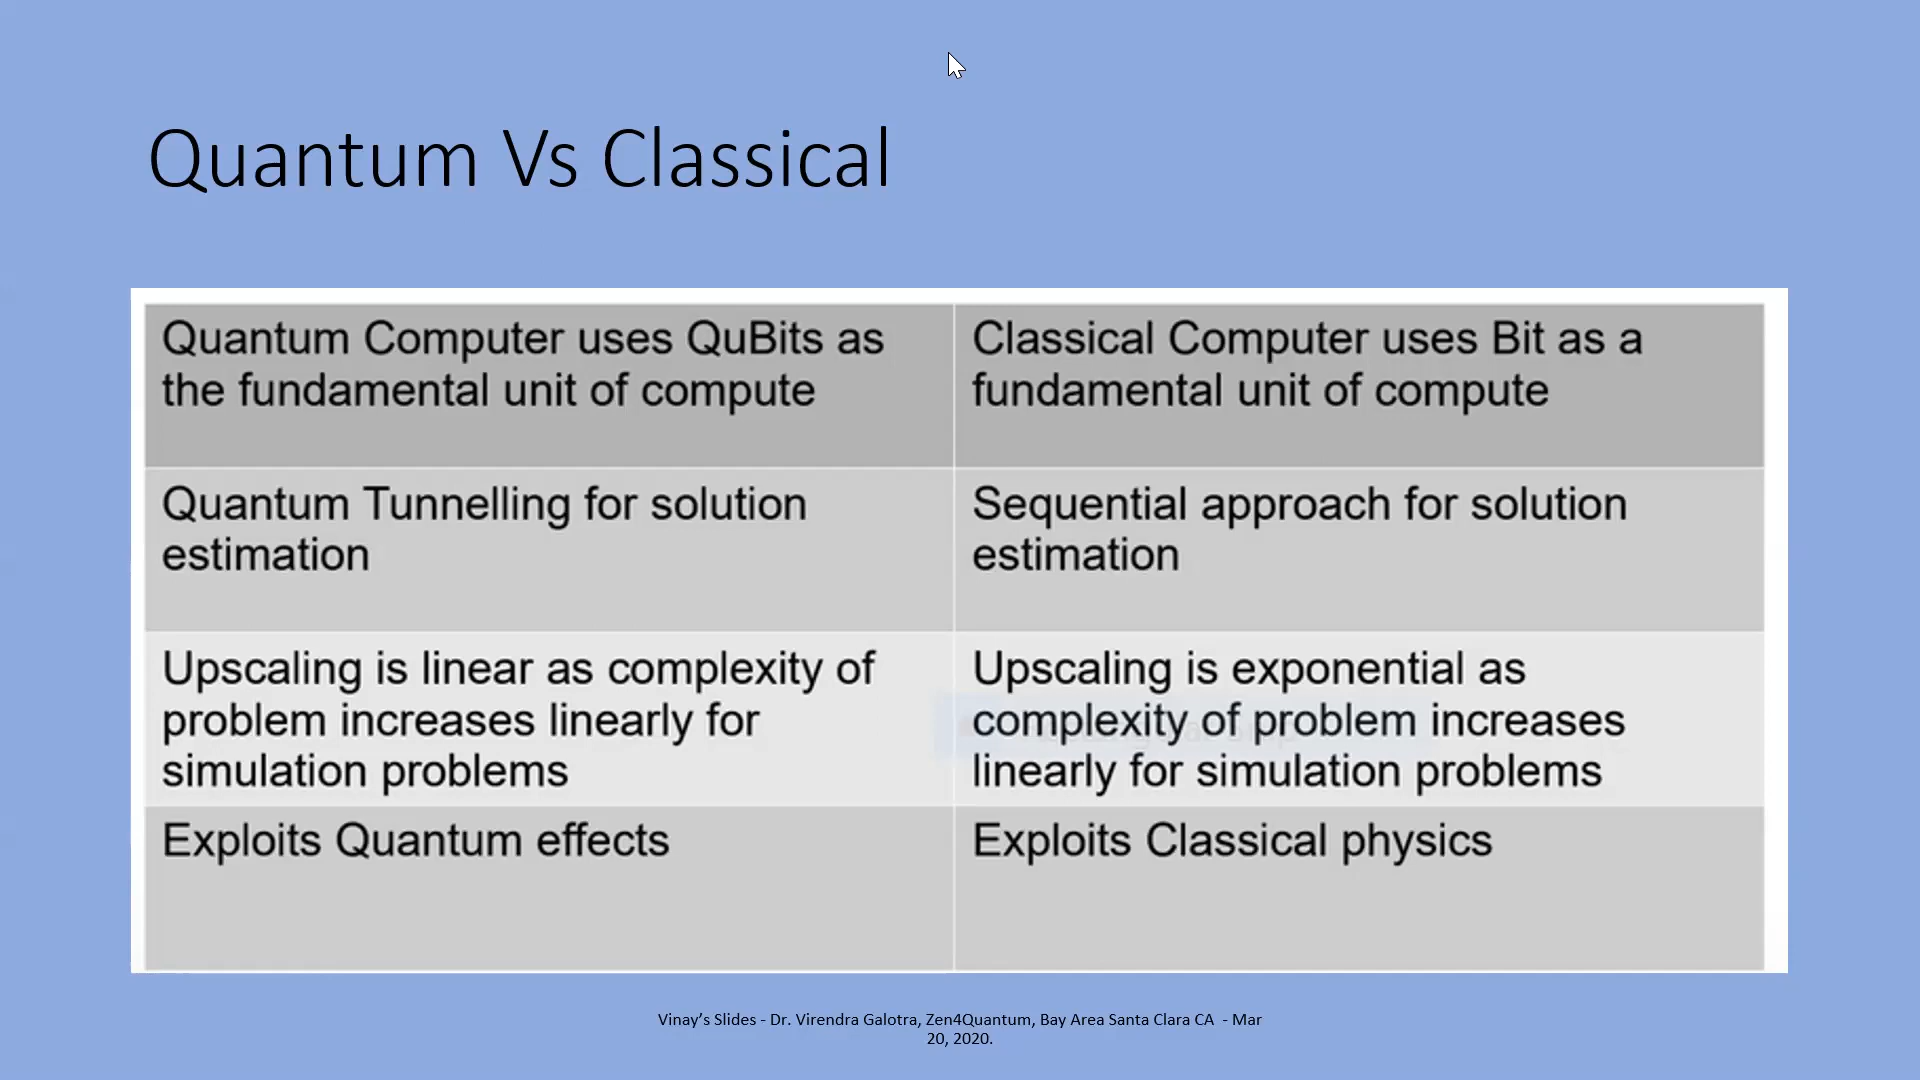 Quantum Vs Classical
Quantum Computer uses QuBits as
the fundamental unit of compute
Classical Computer uses Bit as a
fundamental unit of compute
Quantum Tunnelling for solution
estimation
Sequential approach for solution
estimation
Upscaling is linear as complexity of
problem increases linearly for
simulation problems
Upscaling is exponential as
complexity of problem increases
linearly for simulation problems
Exploits Quantum effects
Exploits Classical physics
Vinay’s Slides - Dr. Virendra Galotra, Zen4Quantum, Bay Area Santa Clara CA - Mar
20, 2020.